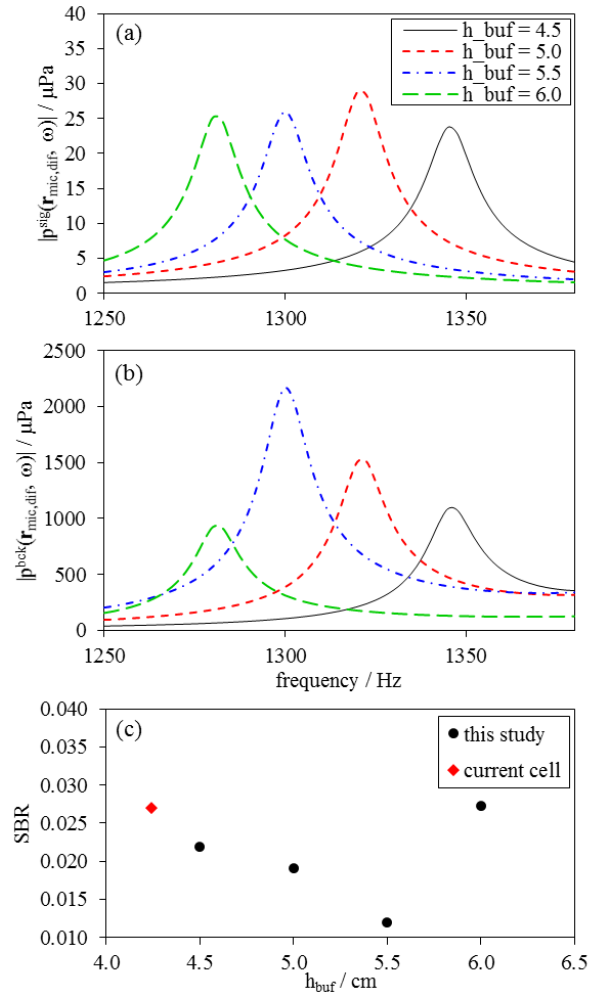 (a)
h_buf = 4.5
h_buf = 5.0
h_buf = 5.5
h_buf = 6.0
|p^sig(r_mic,dif, ω)| / µPa
40
35
30
25
20
15
10
5
0
1250 1300 1350
(b)
|p^bck(r_mic,dif, ω)| / µPa
2500
2000
1500
1000
500
0
1250 1300 1350
frequency / Hz
(c)
this study
current cell
SBR
0.040
0.035
0.030
0.025
0.020
0.015
0.010
4.0 4.5 5.0 5.5 6.0 6.5
h_buf / cm